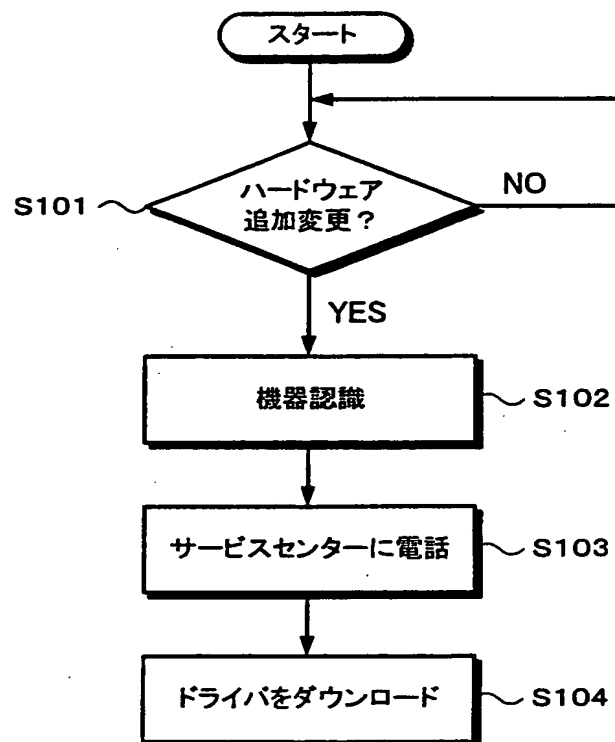 スタート
ハードウェア
追加変更？
S101
NO
YES
機器認識
S102
サービスセンターに電話
S103
ドライバをダウンロード
S104